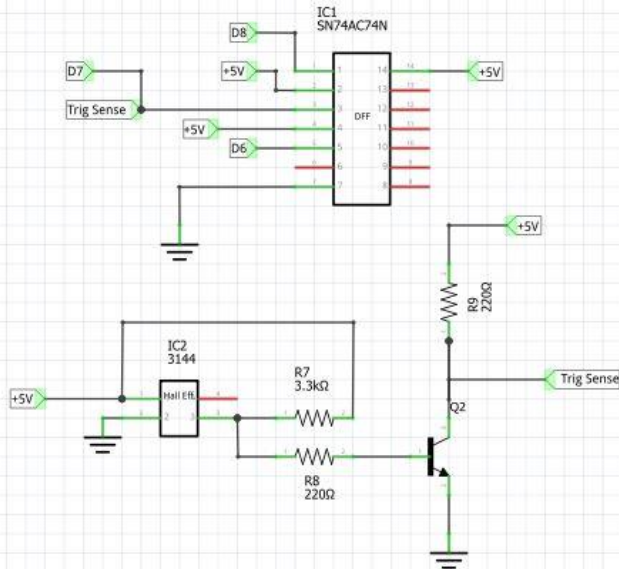 IC1
SN74AC74N
D8
+5V
D7
Trig Sense
+5V
D6
DFF
1
2
3
4
5
7
14
13
12
11
10
9
8
+5V
+5V
R9
220Ω
IC2
3144
Hall Eff.
+5V
R7
3.3kΩ
R8
220Ω
Trig Sense
Q2